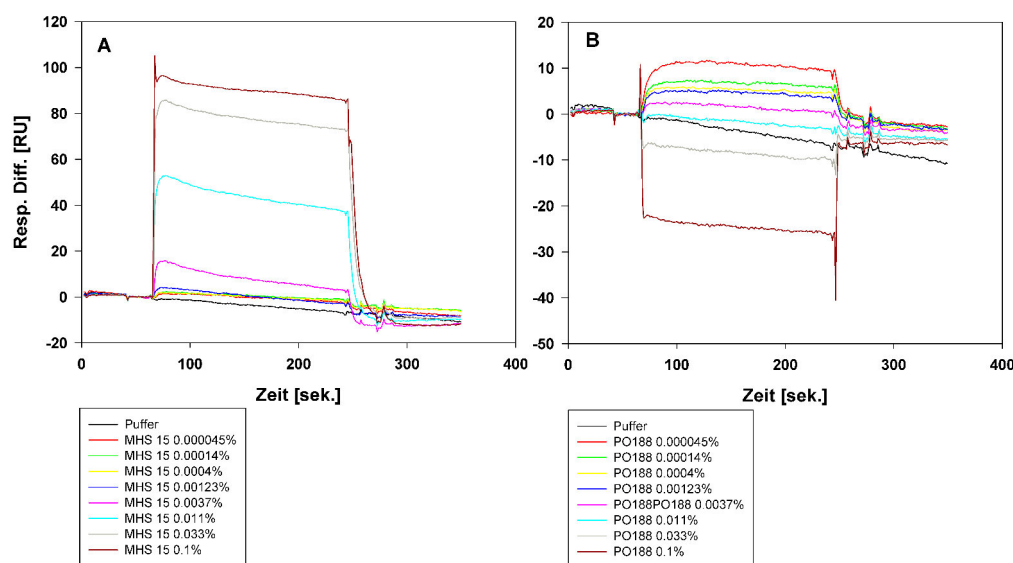 A
B
Resp. Diff. [RU]
120
100
80
60
40
20
0
-20
0
100
200
300
400
Zeit [sek.]
20
10
0
-10
-20
-30
-40
-50
0
100
200
300
400
Zeit [sek.]
Puffer
MHS 15 0.000045%
MHS 15 0.00014%
MHS 15 0.0004%
MHS 15 0.00123%
MHS 15 0.0037%
MHS 15 0.011%
MHS 15 0.033%
MHS 15 0.1%
Puffer
PO188 0.000045%
PO188 0.00014%
PO188 0.0004%
PO188 0.00123%
PO188PO188 0.0037%
PO188 0.011%
PO188 0.033%
PO188 0.1%